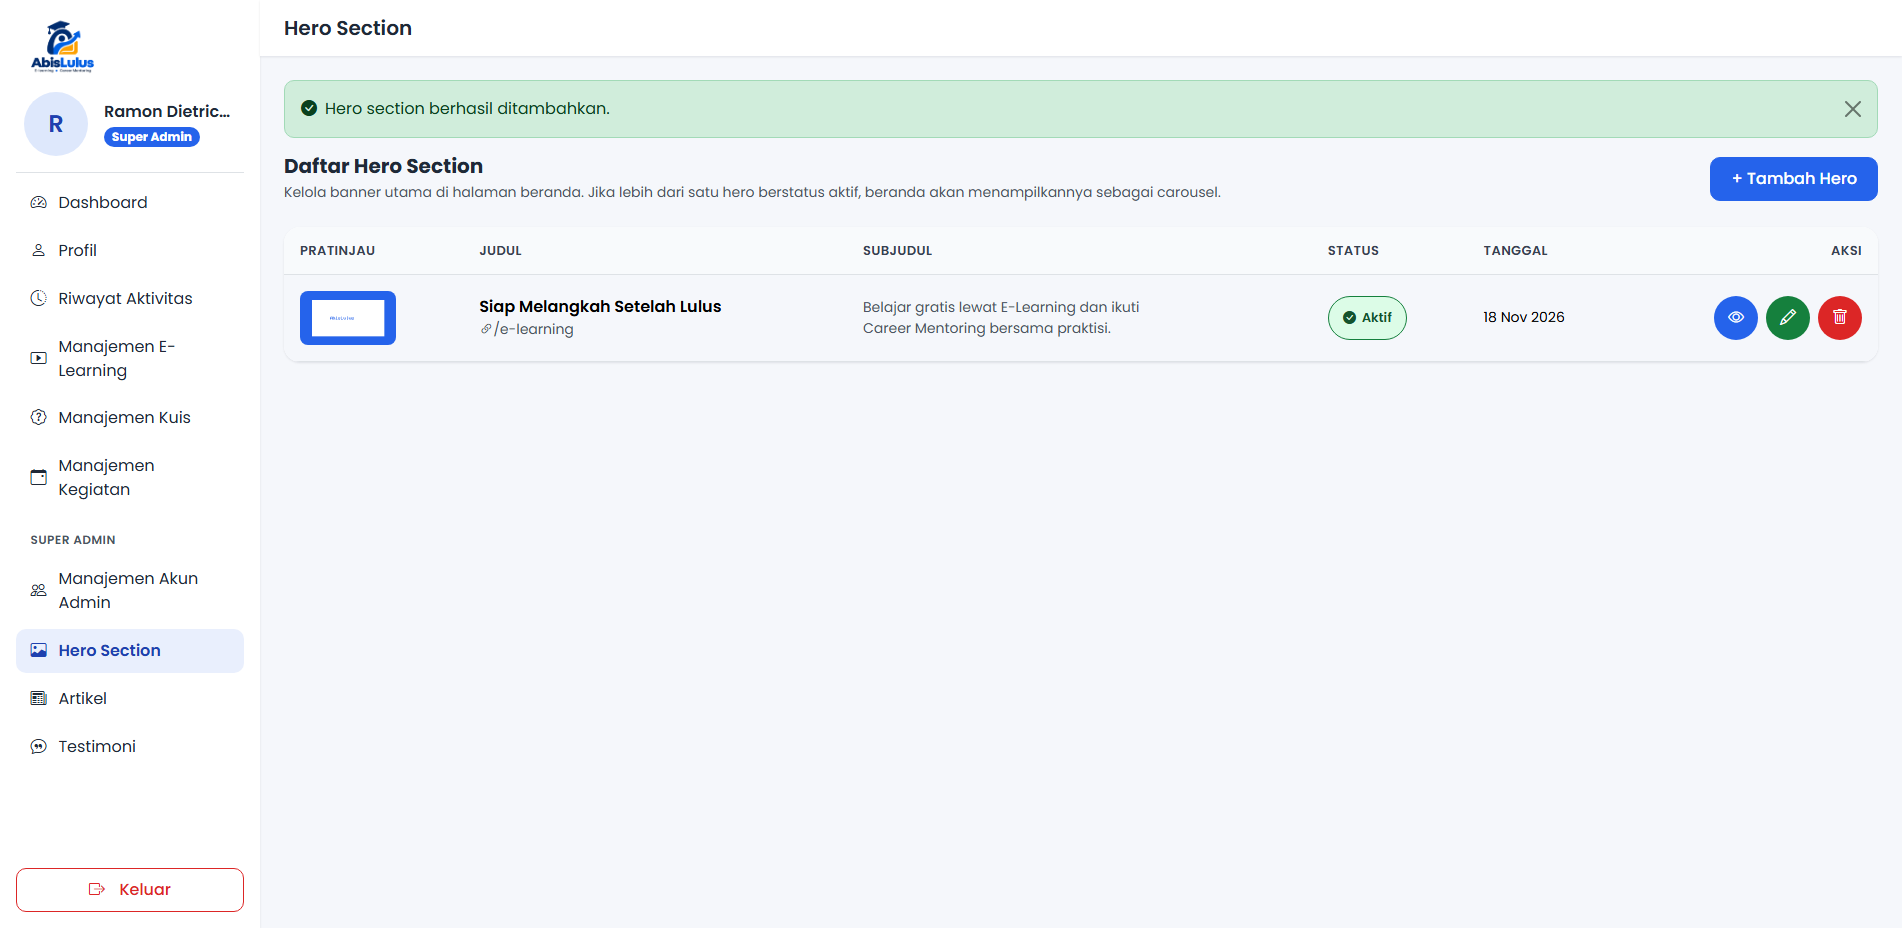 AbisLulus
R
Ramon Dietric...
Super Admin
Dashboard
Profil
Riwayat Aktivitas
Manajemen E-
Learning
Manajemen Kuis
Manajemen
Kegiatan
SUPER ADMIN
Manajemen Akun
Admin
Hero Section
Artikel
Testimoni
Keluar
Hero Section
Hero section berhasil ditambahkan.
Daftar Hero Section
Kelola banner utama di halaman beranda. Jika lebih dari satu hero berstatus aktif, beranda akan menampilkannya sebagai carousel.
+ Tambah Hero
PRATINJAU JUDUL SUBJUDUL STATUS TANGGAL AKSI
AbisLulus
Siap Melangkah Setelah Lulus
/e-learning
Belajar gratis lewat E-Learning dan ikuti
Career Mentoring bersama praktisi.
Aktif
18 Nov 2026